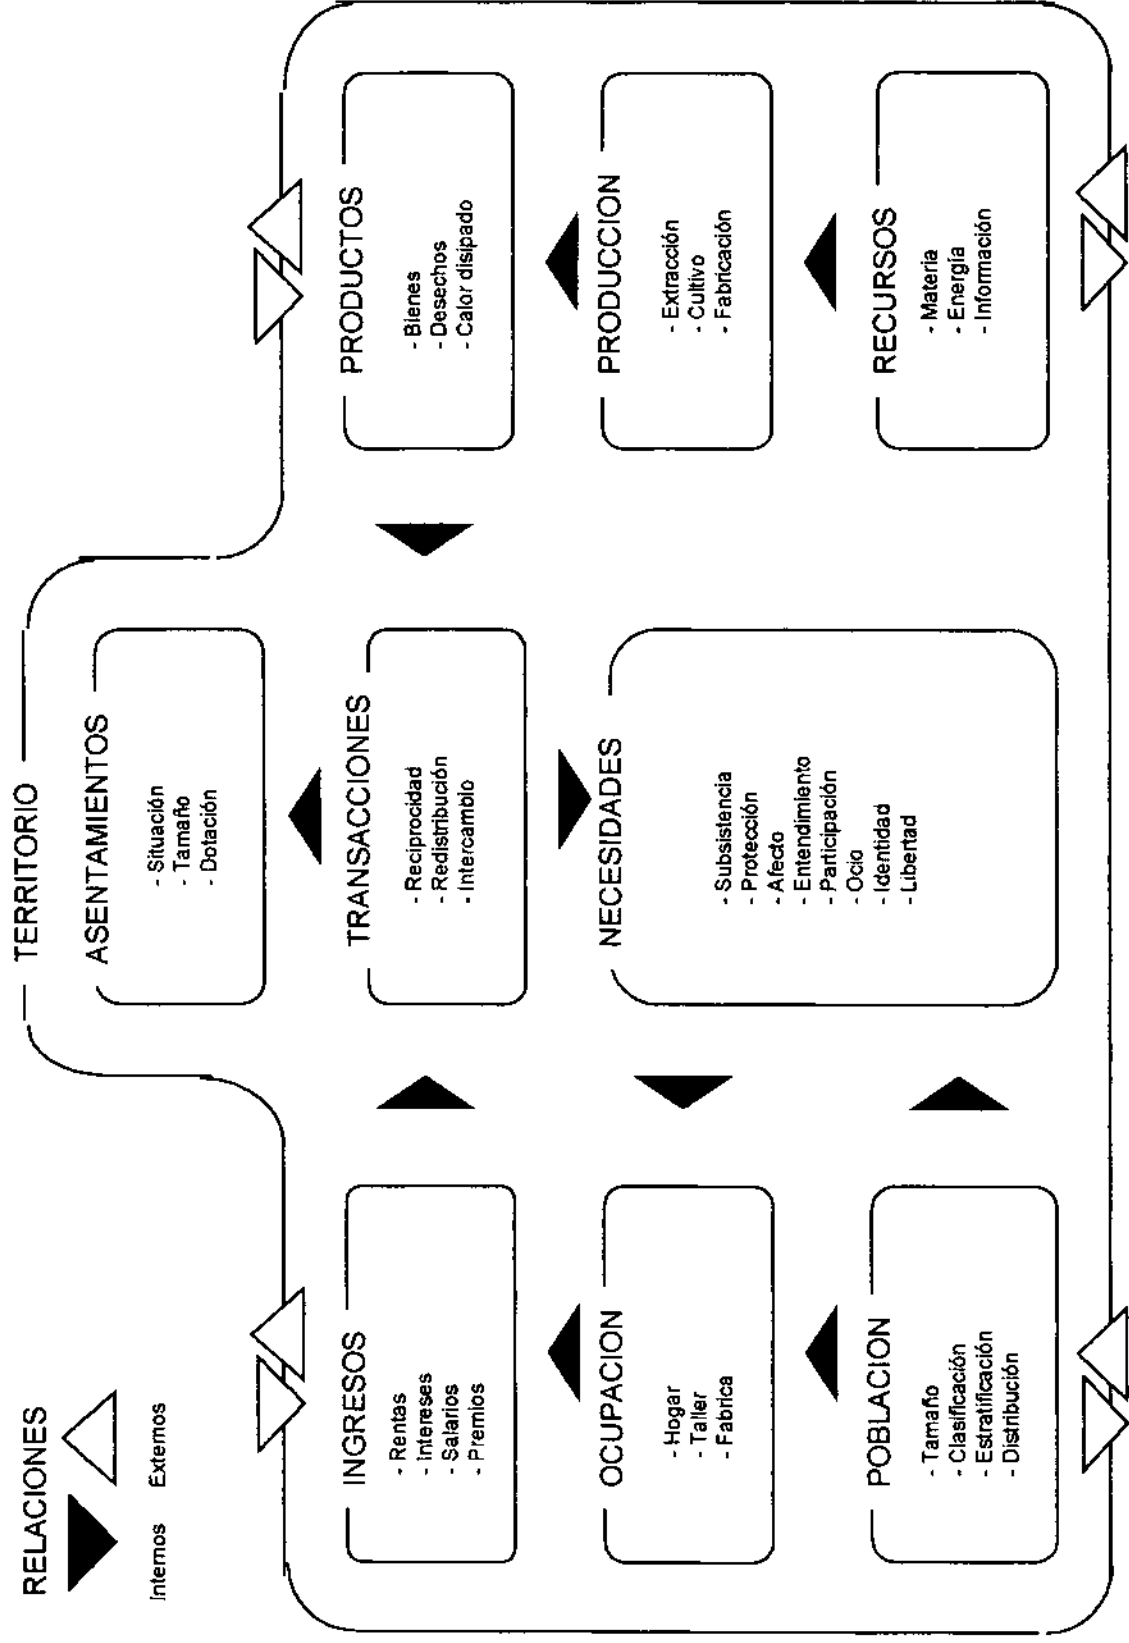 RELACIONES
Internos
Externos
TERRITORIO
ASENTAMIENTOS
- Situación
- Tamaño
- Dotación
INGRESOS
- Rentas
- Intereses
- Salarios
- Premios
TRANSACCIONES
- Reciprocidad
- Redistribución
- Intercambio
PRODUCTOS
- Bienes
- Desechos
- Calor disipado
OCUPACION
- Hogar
- Taller
- Fabrica
NECESIDADES
- Subsistencia
- Protección
- Afecto
- Entendimiento
- Participación
- Ocio
- Identidad
- Libertad
PRODUCCION
- Extracción
- Cultivo
- Fabricación
POBLACION
- Tamaño
- Clasificación
- Estratificación
- Distribución
RECURSOS
- Materia
- Energía
- Información